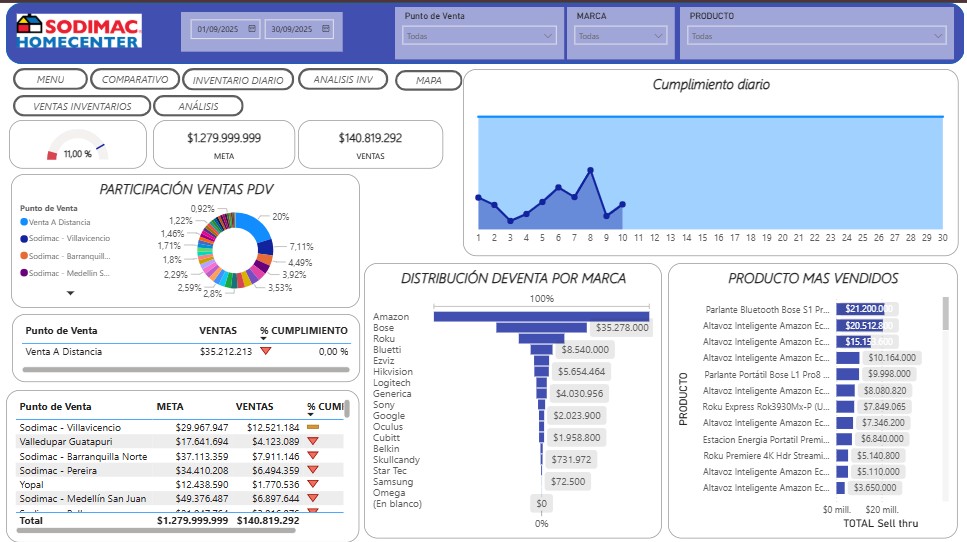 SODIMAC
HOMECENTER
01/09/2025
30/09/2025
Punto de Venta
Todas
MARCA
Todas
PRODUCTO
Todas
MENU
COMPARATIVO
INVENTARIO DIARIO
ANALISIS INV
MAPA
VENTAS INVENTARIOS
ANÁLISIS
11,00 %
$1.279.999.999
META
$140.819.292
VENTAS
Cumplimiento diario
1 2 3 4 5 6 7 8 9 10 11 12 13 14 15 16 17 18 19 20 21 22 23 24 25 26 27 28 29 30
PARTICIPACIÓN VENTAS PDV
Punto de Venta
Venta A Distancia
Sodimac - Villavicencio
Sodimac - Barranquill...
Sodimac - Medellín S...
0,92%
1,22%
1,46%
1,71%
1,8%
2,29%
2,59%
2,8%
20%
7,11%
4,49%
3,92%
3,53%
Punto de Venta VENTAS % CUMPLIMIENTO
Venta A Distancia $35.212.213 0,00 %
Punto de Venta META VENTAS % CUMI
Sodimac - Villavicencio $29.967.947 $12.521.184
Valledupar Guatapuri $17.641.694 $4.123.089
Sodimac - Barranquilla Norte $37.113.359 $7.911.146
Sodimac - Pereira $34.410.208 $6.494.359
Yopal $12.438.590 $1.770.536
Sodimac - Medellín San Juan $49.376.487 $6.897.644
Total $1.279.999.999 $140.819.292
DISTRIBUCIÓN DEVENTA POR MARCA
100%
Amazon
Bose $35.278.000
Roku
Bluetti $8.540.000
Ezviz
Hikvision $5.654.464
Logitech
Generica $4.030.956
Sony
Google $2.023.900
Oculus
Cubitt $1.958.800
Belkin
Skullcandy $731.972
Star Tec
Samsung $72.500
Omega
(En blanco) $0
0%
PRODUCTO MAS VENDIDOS
PRODUCTO
Parlante Bluetooth Bose S1 Pr... $21.200.000
Altavoz Inteligente Amazon Ec... 
Altavoz Inteligente Amazon Ec... 
Altavoz Inteligente Amazon Ec... $10.164.000
Parlante Portátil Bose L1 Pro8 ... $9.998.000
Altavoz Inteligente Amazon Ec... $8.080.820
Roku Express Rok3930Mx-P (U... $7.849.065
Altavoz Inteligente Amazon Ec... $7.346.200
Estacion Energia Portatil Premi... $6.840.000
Roku Premiere 4K Hdr Streami... $5.140.800
Altavoz Inteligente Amazon Ec... $5.110.000
Altavoz Inteligente Amazon Ec... $3.650.000
$0 mill. $20 mill.
TOTAL Sell thru